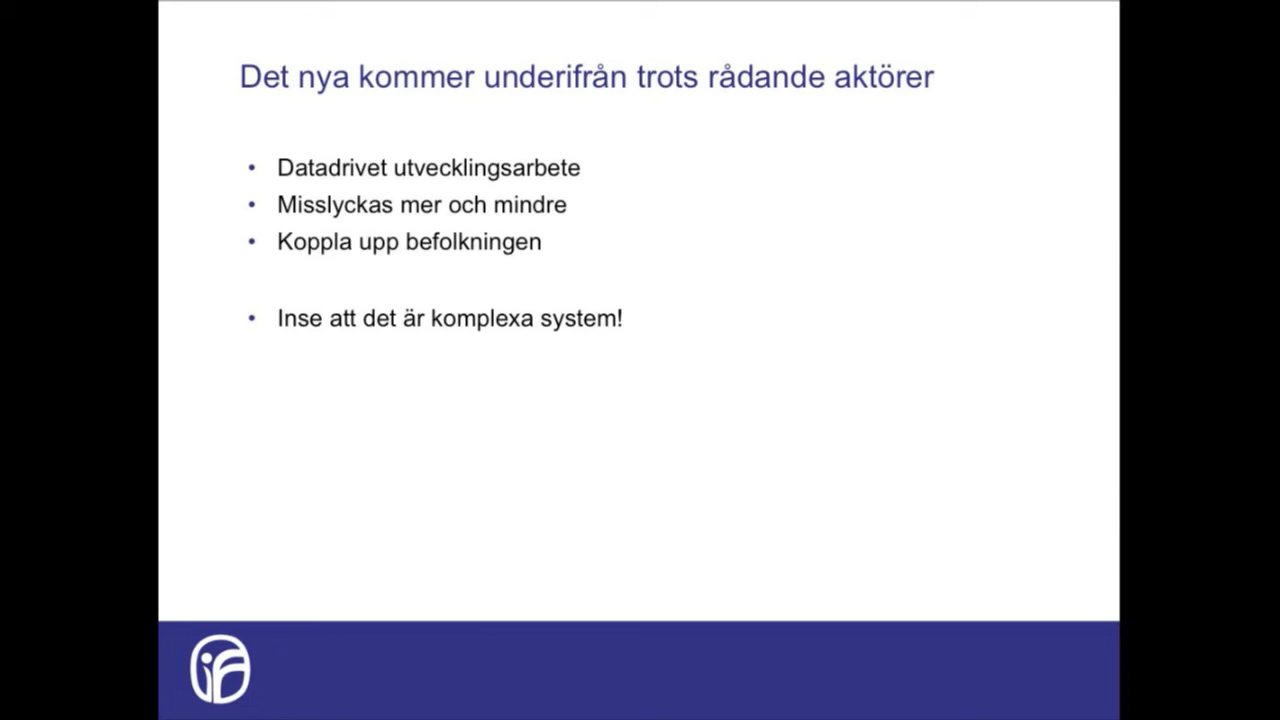 Det nya kommer underifrån trots rådande aktörer
• Datadrivet utvecklingsarbete
• Misslyckas mer och mindre
• Koppla upp befolkningen
• Inse att det är komplexa system!